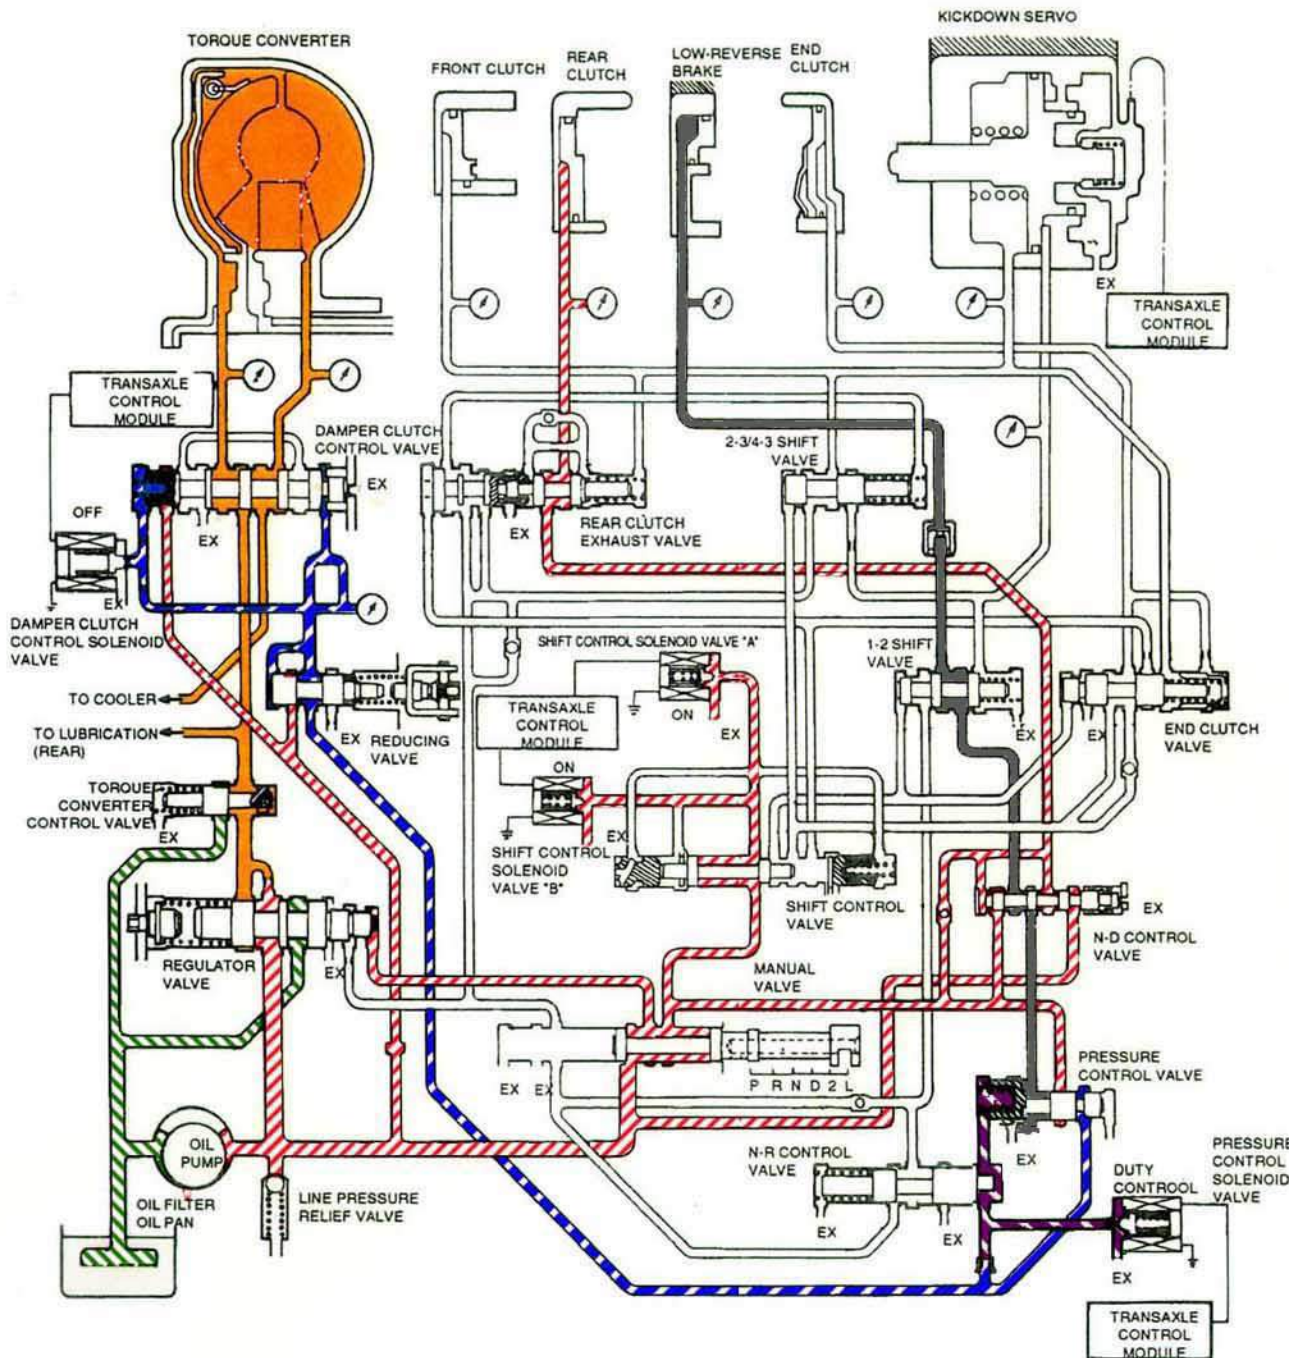 KICKDOWN SERVO
TORQUE CONVERTER
FRONT CLUTCH
REAR
CLUTCH
LOW-REVERSE
BRAKE
END
CLUTCH
EX
TRANSAXLE
CONTROL
MODULE
TRANSAXLE
CONTROL
MODULE
DAMPER CLUTCH
CONTROL VALVE
2-3/4-3 SHIFT
VALVE
EX
OFF
EX
EX
REAR CLUTCH
EXHAUST VALVE
EX
DAMPER CLUTCH
CONTROL SOLENOID
VALVE
SHIFT CONTROL SOLENOID VALVE "A"
1-2 SHIFT
VALVE
TO COOLER
TRANSAXLE
CONTROL
MODULE
ON
EX
TO LUBRICATION
(REAR)
EX
REDUCING
VALVE
EX
EX
END CLUTCH
VALVE
ON
TORQUE
CONVERTER
CONTROL VALVE
EX
EX
SHIFT CONTROL
SOLENOID
VALVE "B"
SHIFT CONTROL
VALVE
EX
N-D CONTROL
VALVE
REGULATOR
VALVE
EX
MANUAL
VALVE
EX
EX
P R N D 2 L
PRESSURE
CONTROL VALVE
OIL
PUMP
OIL FILTER
OIL PAN
LINE PRESSURE
RELIEF VALVE
N-R CONTROL
VALVE
EX
EX
EX
DUTY
CONTROOL
PRESSURE
CONTROL
SOLENOID
VALVE
EX
TRANSAXLE
CONTROL
MODULE